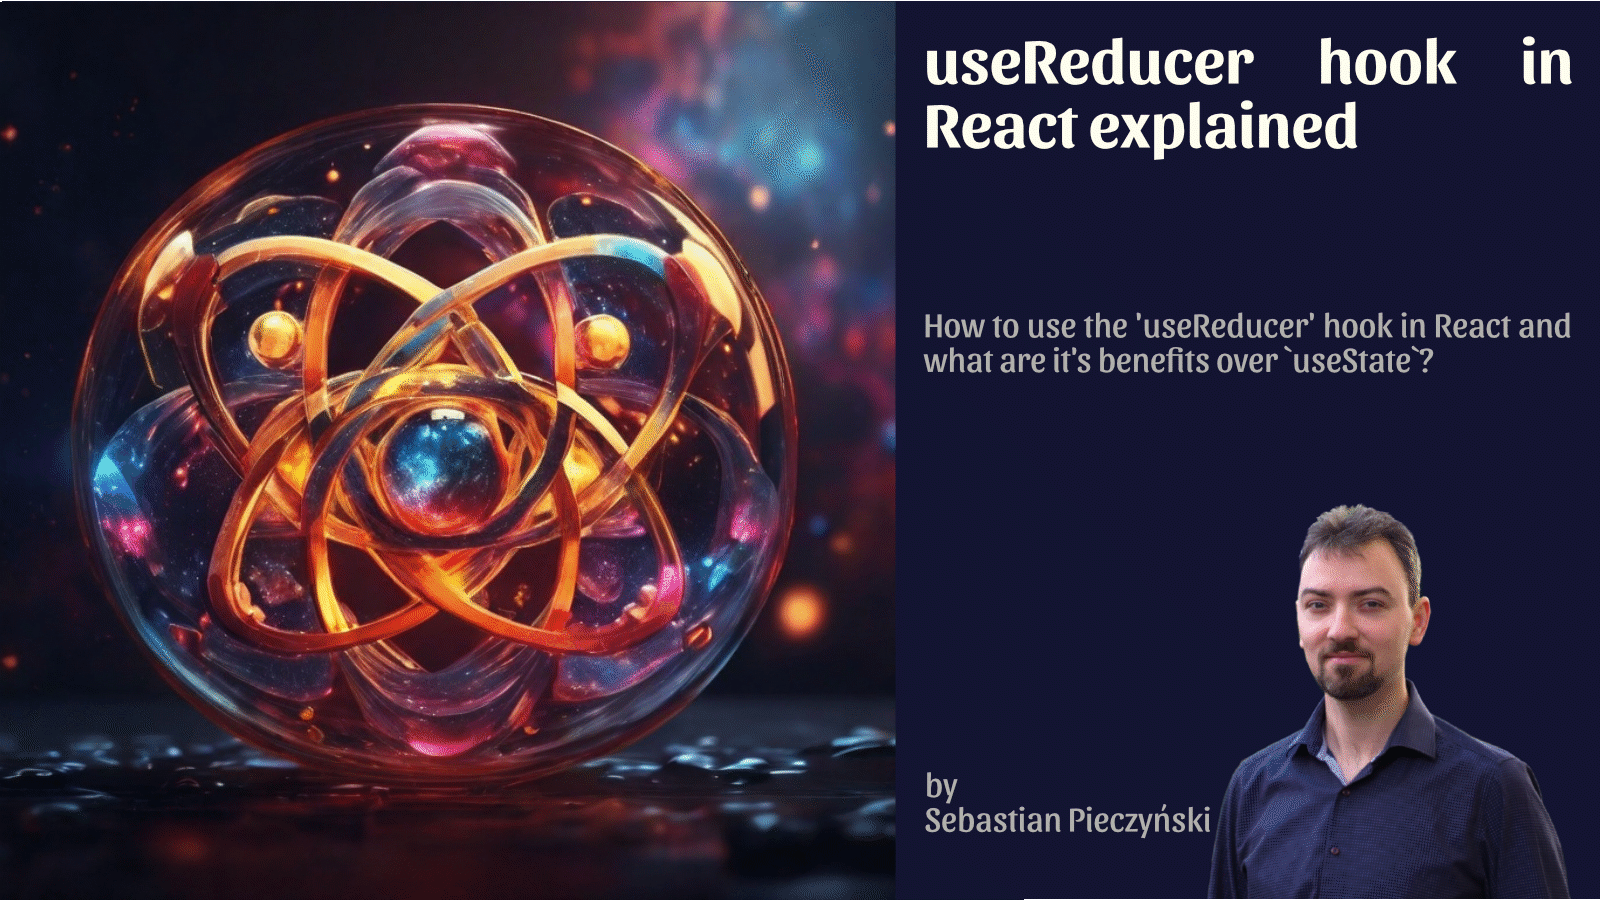 useReducer hook in
React explained
How to use the 'useReducer' hook in React and
what are it's benefits over `useState`?
by
Sebastian Pieczyński